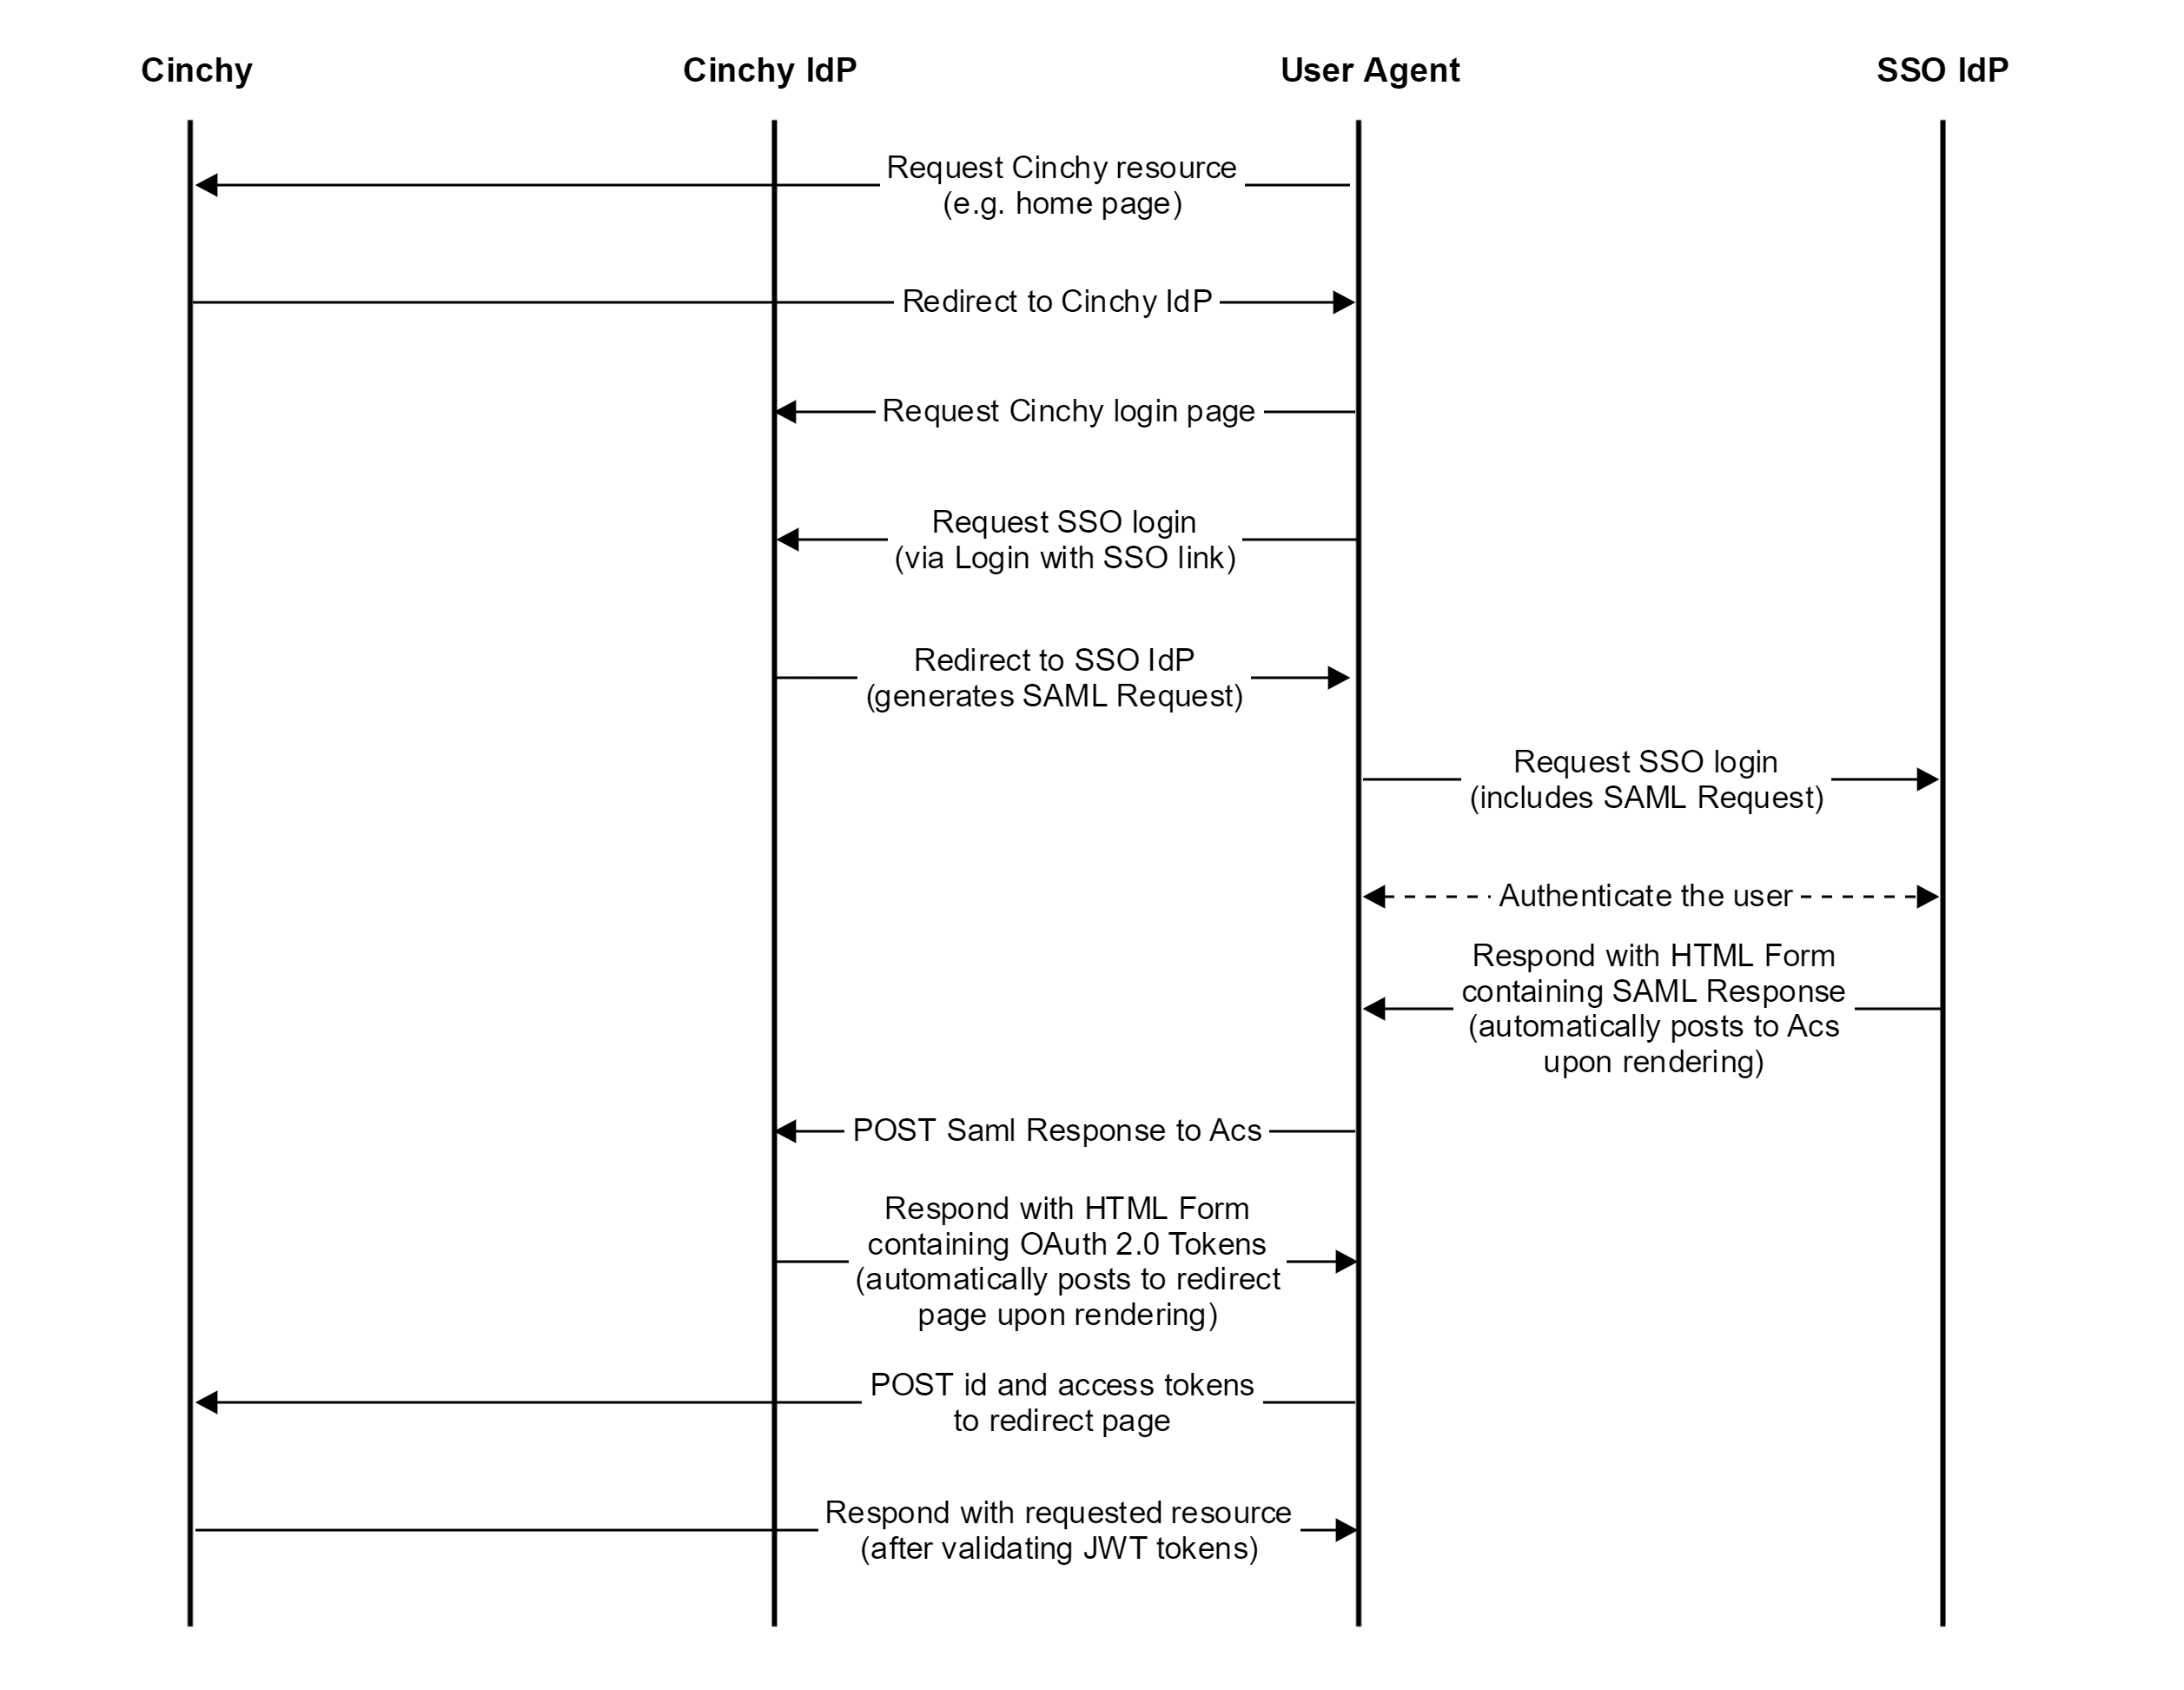 Cinchy
Cinchy IdP
User Agent
SSO IdP
Request Cinchy resource
(e.g. home page)
Redirect to Cinchy IdP
Request Cinchy login page
Request SSO login
(via Login with SSO link)
Redirect to SSO IdP
(generates SAML Request)
Request SSO login
(includes SAML Request)
Authenticate the user
Respond with HTML Form
containing SAML Response
(automatically posts to Acs
upon rendering)
POST Saml Response to Acs
Respond with HTML Form
containing OAuth 2.0 Tokens
(automatically posts to redirect
page upon rendering)
POST id and access tokens
to redirect page
Respond with requested resource
(after validating JWT tokens)